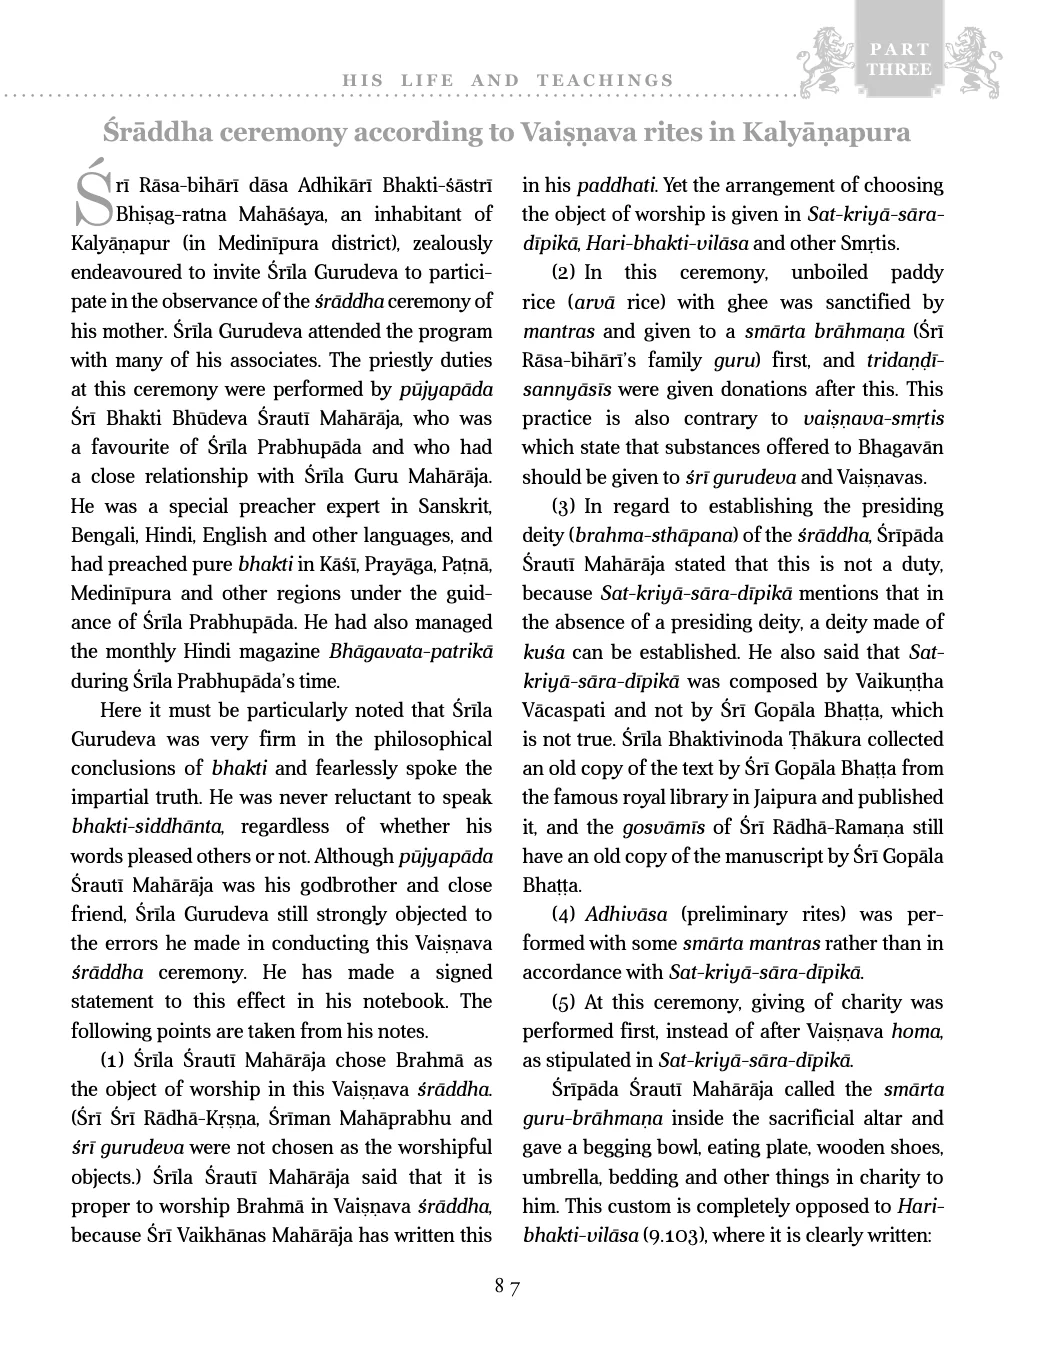 HIS LIFE AND TEACHINGS
PART
THREE
Śrāddha ceremony according to Vaiṣṇava rites in Kalyāṇapura
Śrī Rāsa-bihārī dāsa Adhikārī Bhakti-śāstrī
Bhiṣag-ratna Mahāśaya, an inhabitant of
Kalyāṇapur (in Medinīpura district), zealously
endeavoured to invite Śrīla Gurudeva to partici-
pate in the observance of the śrāddha ceremony of
his mother. Śrīla Gurudeva attended the program
with many of his associates. The priestly duties
at this ceremony were performed by pūjyapāda
Śrī Bhakti Bhūdeva Śrautī Mahārāja, who was
a favourite of Śrīla Prabhupāda and who had
a close relationship with Śrīla Guru Mahārāja.
He was a special preacher expert in Sanskrit,
Bengali, Hindi, English and other languages, and
had preached pure bhakti in Kāśī, Prayāga, Paṭnā,
Medinīpura and other regions under the guid-
ance of Śrīla Prabhupāda. He had also managed
the monthly Hindi magazine Bhāgavata-patrikā
during Śrīla Prabhupāda's time.
Here it must be particularly noted that Śrīla
Gurudeva was very firm in the philosophical
conclusions of bhakti and fearlessly spoke the
impartial truth. He was never reluctant to speak
bhakti-siddhānta, regardless of whether his
words pleased others or not. Although pūjyapāda
Śrautī Mahārāja was his godbrother and close
friend, Śrīla Gurudeva still strongly objected to
the errors he made in conducting this Vaiṣṇava
śrāddha ceremony. He has made a signed
statement to this effect in his notebook. The
following points are taken from his notes.
(1) Śrīla Śrautī Mahārāja chose Brahmā as
the object of worship in this Vaiṣṇava śrāddha.
(Śrī Śrī Rādhā-Kṛṣṇa, Śrīman Mahāprabhu and
śrī gurudeva were not chosen as the worshipful
objects.) Śrīla Śrautī Mahārāja said that it is
proper to worship Brahmā in Vaiṣṇava śrāddha,
because Śrī Vaikhānas Mahārāja has written this
in his paddhati. Yet the arrangement of choosing
the object of worship is given in Sat-kriyā-sāra-
dīpikā, Hari-bhakti-vilāsa and other Smṛtis.
(2) In this ceremony, unboiled paddy
rice (arvā rice) with ghee was sanctified by
mantras and given to a smārta brāhmaṇa (Śrī
Rāsa-bihārī's family guru) first, and tridaṇḍī-
sannyāsīs were given donations after this. This
practice is also contrary to vaiṣṇava-smṛtis
which state that substances offered to Bhagavān
should be given to śrī gurudeva and Vaiṣṇavas.
(3) In regard to establishing the presiding
deity (brahma-sthāpana) of the śrāddha, Śrīpāda
Śrautī Mahārāja stated that this is not a duty,
because Sat-kriyā-sāra-dīpikā mentions that in
the absence of a presiding deity, a deity made of
kuśa can be established. He also said that Sat-
kriyā-sāra-dīpikā was composed by Vaikuṇṭha
Vācaspati and not by Śrī Gopāla Bhaṭṭa, which
is not true. Śrīla Bhaktivinoda Ṭhākura collected
an old copy of the text by Śrī Gopāla Bhaṭṭa from
the famous royal library in Jaipura and published
it, and the gosvāmīs of Śrī Rādhā-Ramaṇa still
have an old copy of the manuscript by Śrī Gopāla
Bhaṭṭa.
(4) Adhivāsa (preliminary rites) was per-
formed with some smārta mantras rather than in
accordance with Sat-kriyā-sāra-dīpikā.
(5) At this ceremony, giving of charity was
performed first, instead of after Vaiṣṇava homa,
as stipulated in Sat-kriyā-sāra-dīpikā.
Śrīpāda Śrautī Mahārāja called the smārta
guru-brāhmaṇa inside the sacrificial altar and
gave a begging bowl, eating plate, wooden shoes,
umbrella, bedding and other things in charity to
him. This custom is completely opposed to Hari-
bhakti-vilāsa (9.103), where it is clearly written:
87